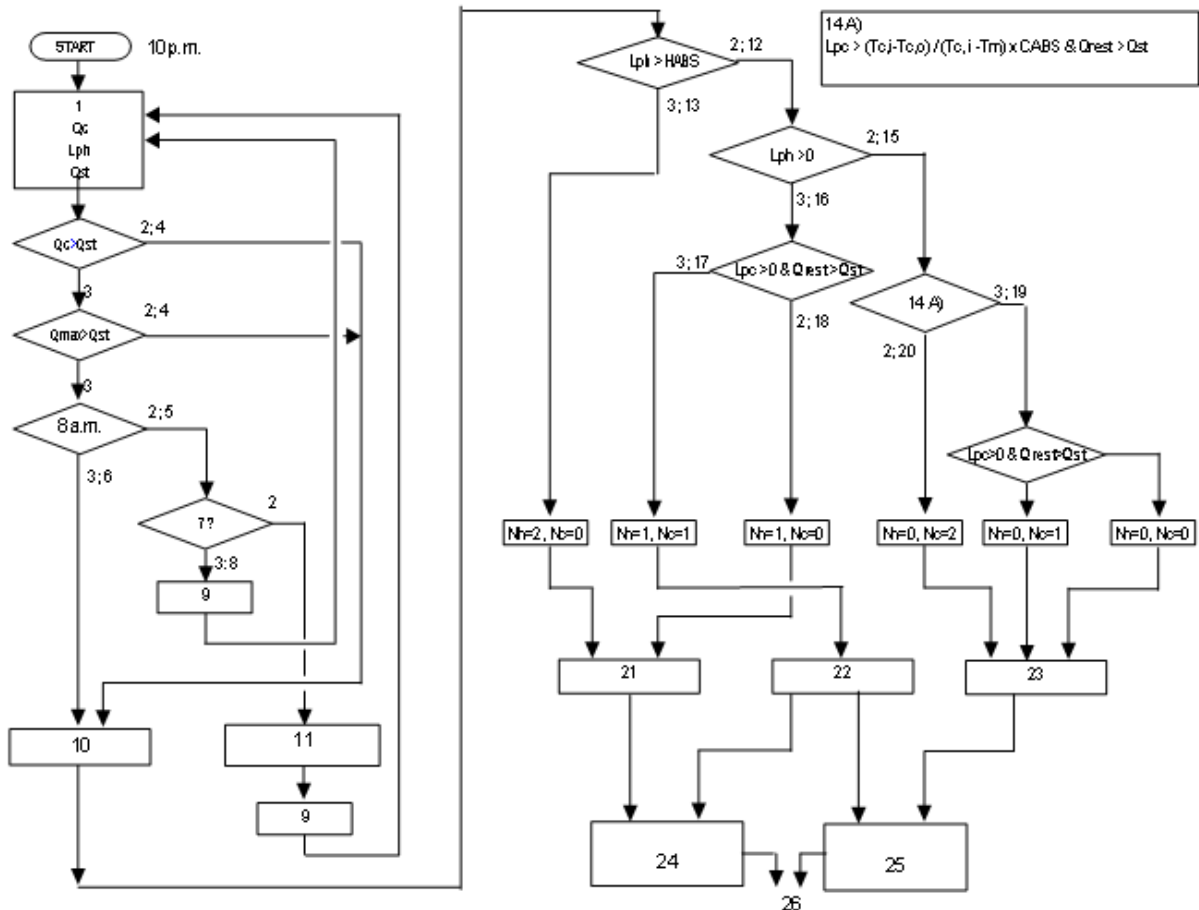 START
10 p.m.
1
Qc
Lph
Qst
Qc>Qst
2; 4
3
Qmax>Qst
2; 4
3
8 a.m.
2; 5
3; 6
7?
2
3:8
9
10
11
9
Lph > HABS
2; 12
3; 13
Lph >0
2; 15
3; 16
Lpc >0 & Qrest>Qst
3; 17
2; 18
14 A)
3; 19
2; 20
Lpc>0 & Qrest>Qst
Nh=2, Nc=0
Nh=1, Nc=1
Nh=1, Nc=0
Nh=0, Nc=2
Nh=0, Nc=1
Nh=0, Nc=0
21
22
23
24
25
26
14 A)
Lpc > (Tc,i-Tc,o) / (Tc, i -Tm) x CABS & Qrest > Qst